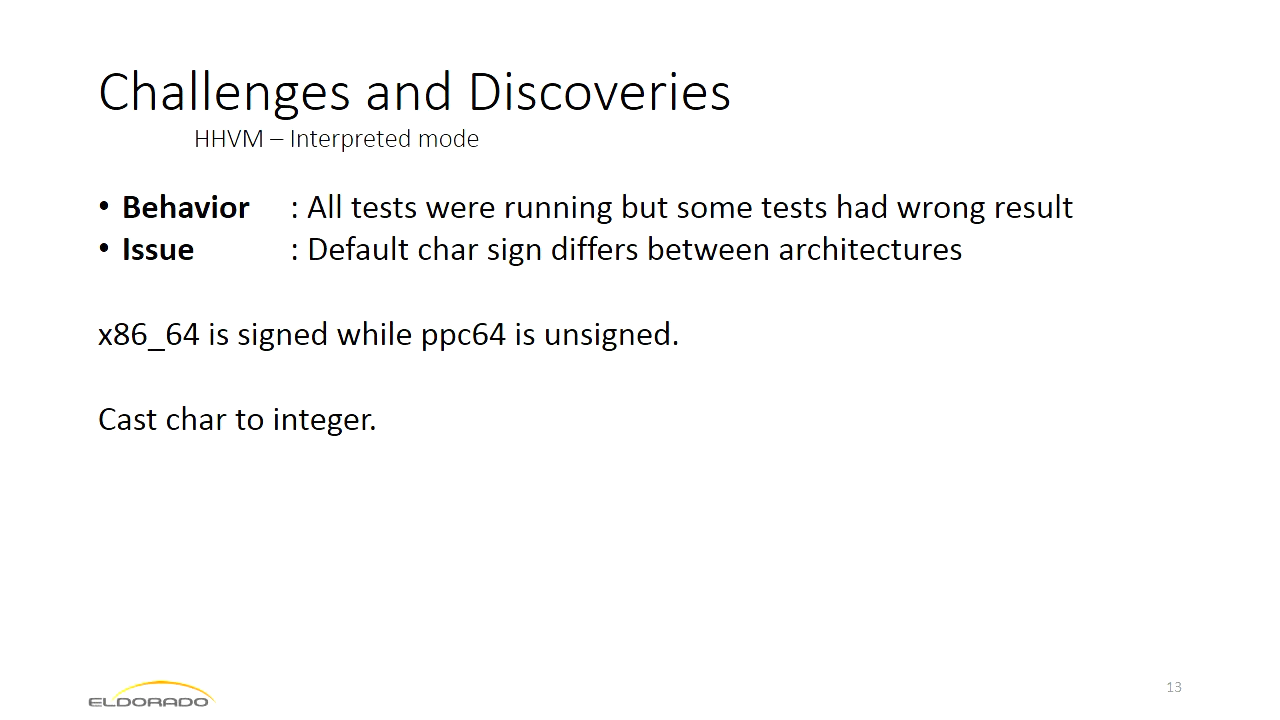 Challenges and Discoveries
HHVM – Interpreted mode
• Behavior : All tests were running but some tests had wrong result
• Issue : Default char sign differs between architectures
x86_64 is signed while ppc64 is unsigned.
Cast char to integer.
ELDORADO
13